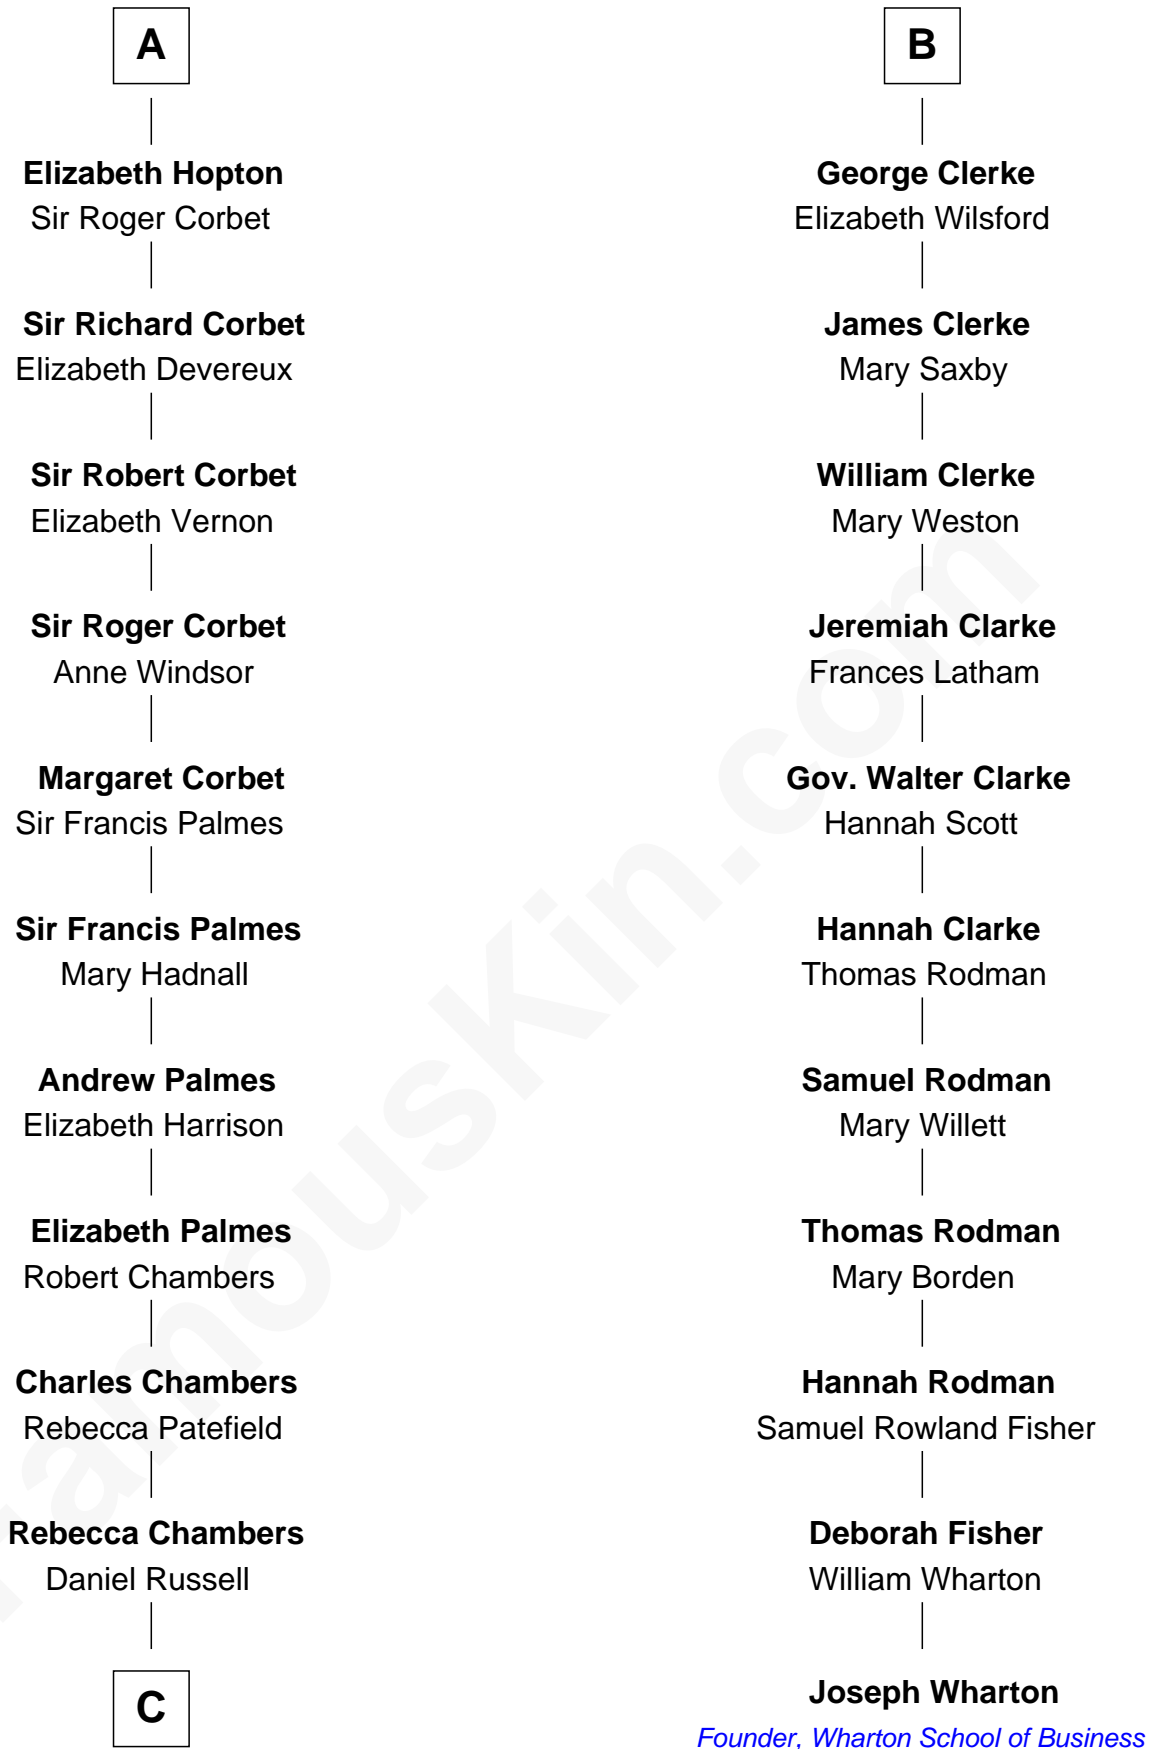 A
Elizabeth Hopton
Sir Roger Corbet
Sir Richard Corbet
Elizabeth Devereux
Sir Robert Corbet
Elizabeth Vernon
Sir Roger Corbet
Anne Windsor
Margaret Corbet
Sir Francis Palmes
Sir Francis Palmes
Mary Hadnall
Andrew Palmes
Elizabeth Harrison
Elizabeth Palmes
Robert Chambers
Charles Chambers
Rebecca Patefield
Rebecca Chambers
Daniel Russell
C
B
George Clerke
Elizabeth Wilsford
James Clerke
Mary Saxby
William Clerke
Mary Weston
Jeremiah Clarke
Frances Latham
Gov. Walter Clarke
Hannah Scott
Hannah Clarke
Thomas Rodman
Samuel Rodman
Mary Willett
Thomas Rodman
Mary Borden
Hannah Rodman
Samuel Rowland Fisher
Deborah Fisher
William Wharton
Joseph Wharton
Founder, Wharton School of Business
FamousKin.com